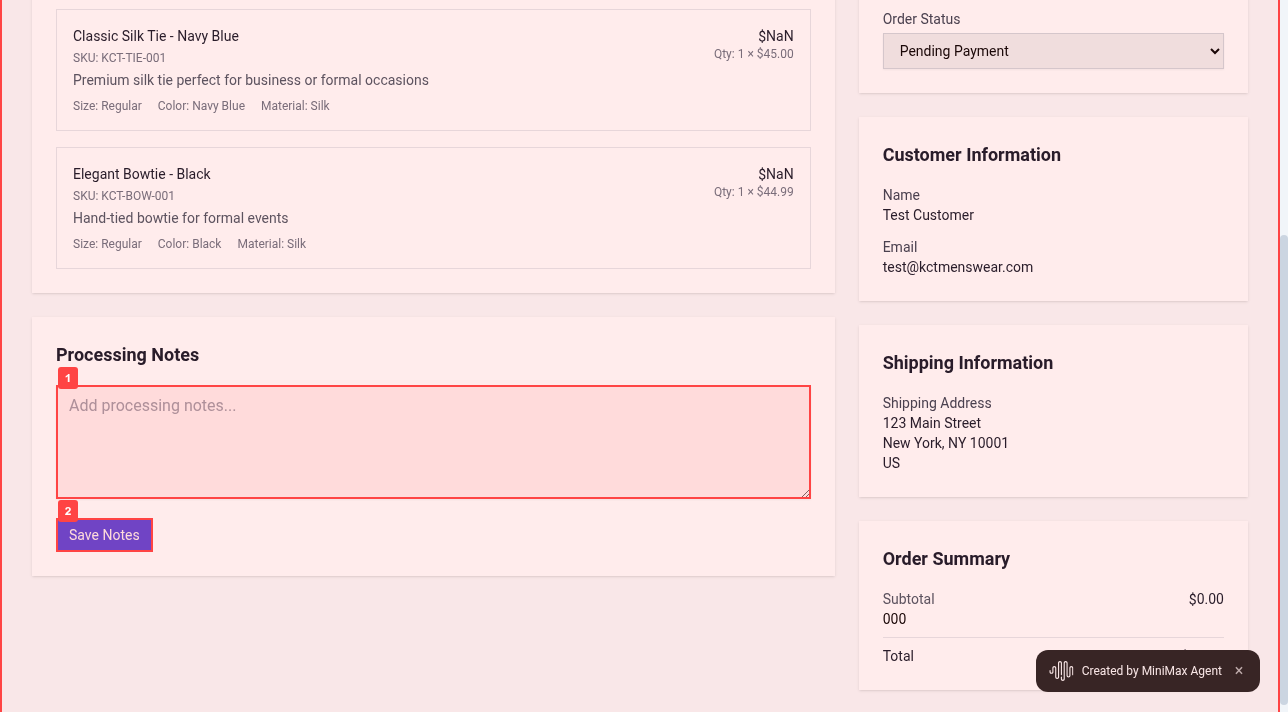 Classic Silk Tie - Navy Blue
$NaN
SKU: KCT-TIE-001
Qty: 1 × $45.00
Premium silk tie perfect for business or formal occasions
Size: Regular Color: Navy Blue Material: Silk
Elegant Bowtie - Black
$NaN
SKU: KCT-BOW-001
Qty: 1 × $44.99
Hand-tied bowtie for formal events
Size: Regular Color: Black Material: Silk
Processing Notes
1
Add processing notes...
2
Save Notes
Order Status
Pending Payment
Customer Information
Name
Test Customer
Email
test@kctmenswear.com
Shipping Information
Shipping Address
123 Main Street
New York, NY 10001
US
Order Summary
Subtotal $0.00
000
Total
Created by MiniMax Agent ×